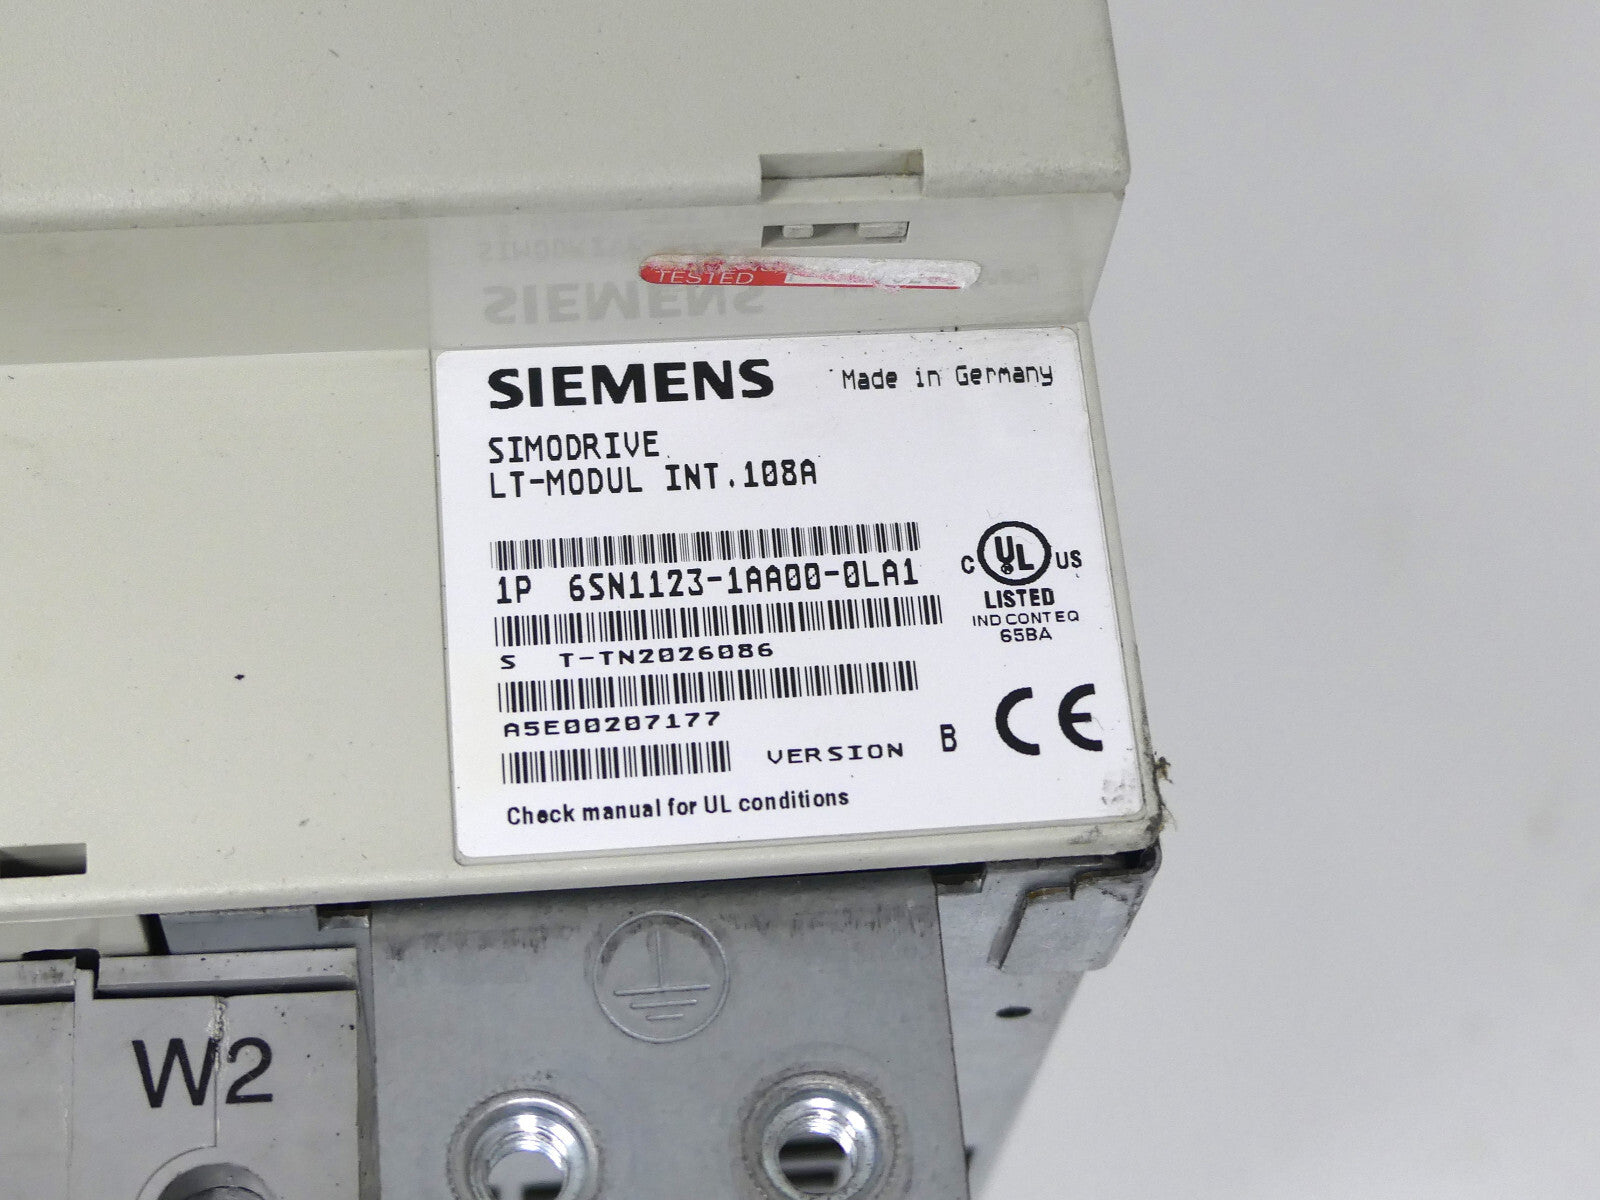 TESTED
SIEMENS
Made in Germany
SIMODRIVE
LT-MODUL INT.108A
1P 6SN1123-1AA00-0LA1
S T-TN2026086
A5E00207177
VERSION B
Check manual for UL conditions
C UL US
LISTED
IND CONT EQ
65BA
CE
W2